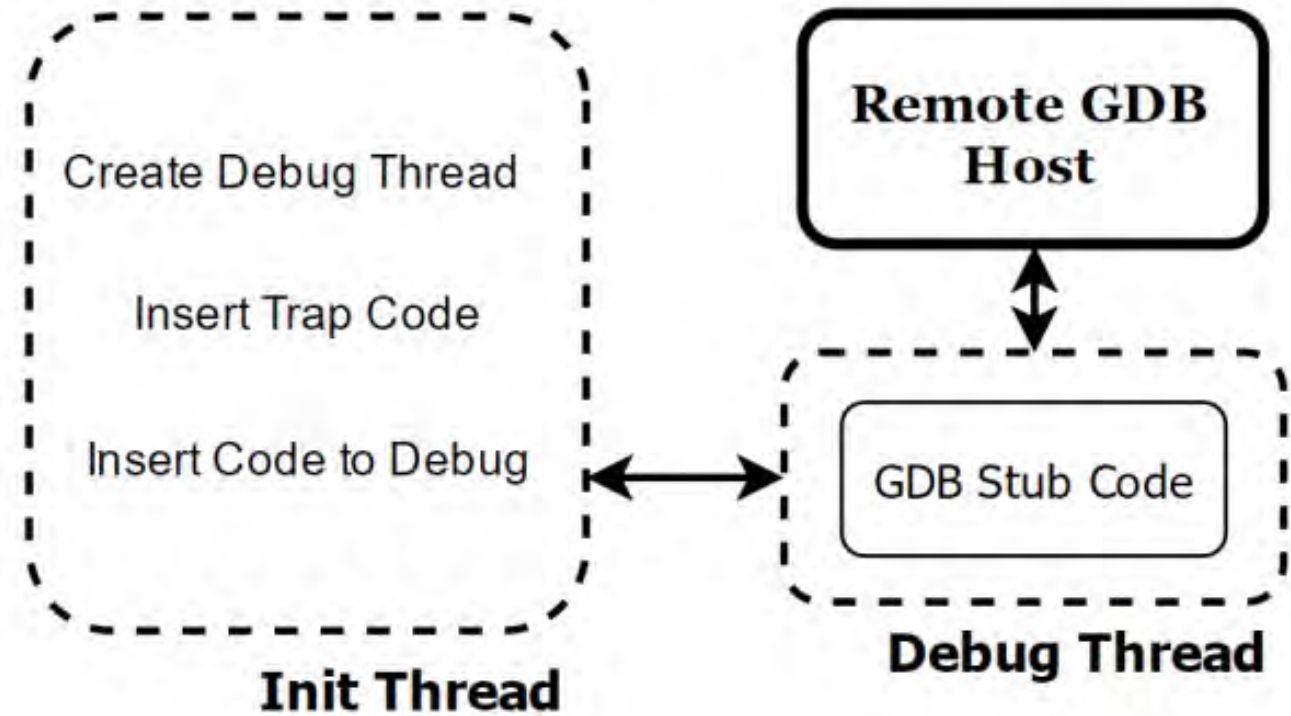 Create Debug Thread
Insert Trap Code
Insert Code to Debug
Init Thread
Remote GDB
Host
GDB Stub Code
Debug Thread